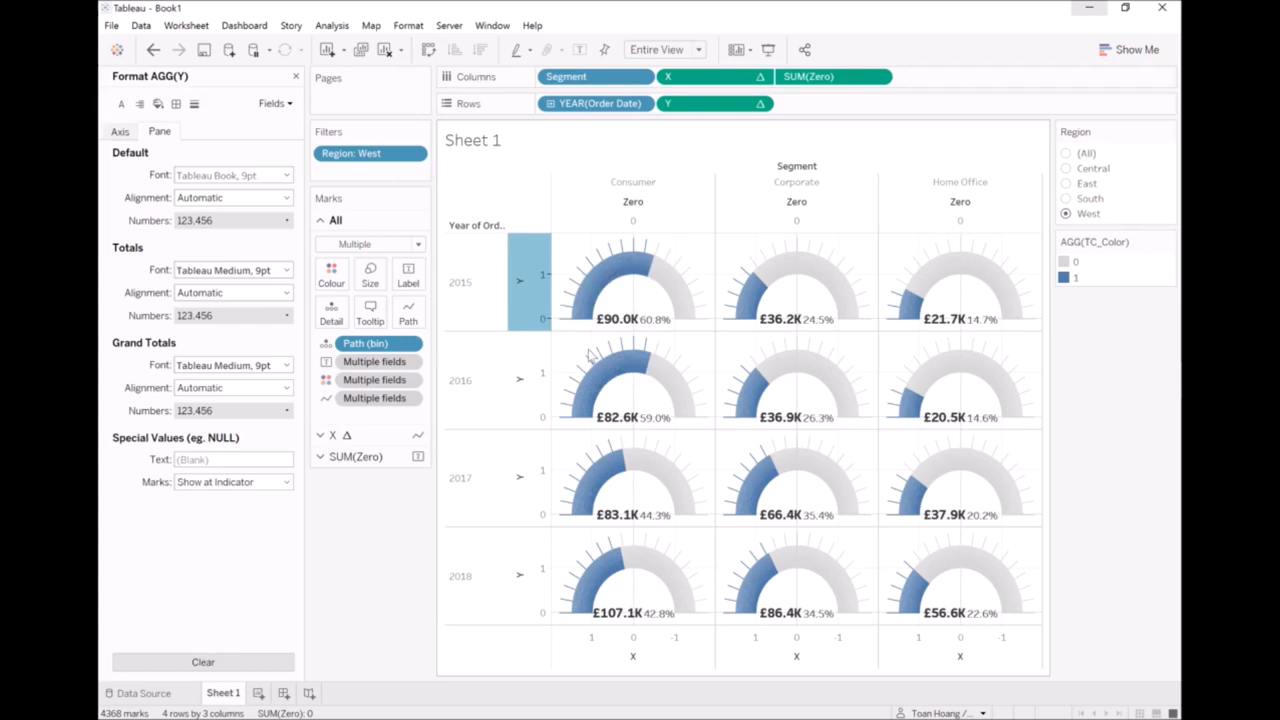 Tableau - Book1
File Data Worksheet Dashboard Story Analysis Map Format Server Window Help
Entire View
Show Me
Format AGG(Y)
Fields
Axis Pane
Default
Font: Tableau Book, 9pt
Alignment: Automatic
Numbers: 123,456
Totals
Font: Tableau Medium, 9pt
Alignment: Automatic
Numbers: 123,456
Grand Totals
Font: Tableau Medium, 9pt
Alignment: Automatic
Numbers: 123,456
Special Values (eg. NULL)
Text: (Blank)
Marks: Show at Indicator
Clear
Pages
Filters
Region: West
Marks
All
Multiple
Colour Size Label
Detail Tooltip Path
Path (bin)
Multiple fields
Multiple fields
Multiple fields
X
SUM(Zero)
Columns Segment X SUM(Zero)
Rows YEAR(Order Date) Y
Sheet 1
Segment
Consumer Corporate Home Office
Zero Zero Zero
0 0 0
Year of Ord..
2015 Y 1 0 £90.0K 60.8% £36.2K 24.5% £21.7K 14.7%
2016 Y 1 0 £82.6K 59.0% £36.9K 26.3% £20.5K 14.6%
2017 Y 1 0 £83.1K 44.3% £66.4K 35.4% £37.9K 20.2%
2018 Y 1 0 £107.1K 42.8% £86.4K 34.5% £56.6K 22.6%
1 0 -1 1 0 -1 1 0 -1
X X X
Region
(All)
Central
East
South
West
AGG(TC_Color)
0
1
Data Source Sheet 1
4368 marks 4 rows by 3 columns SUM(Zero): 0
Toan Hoang /...